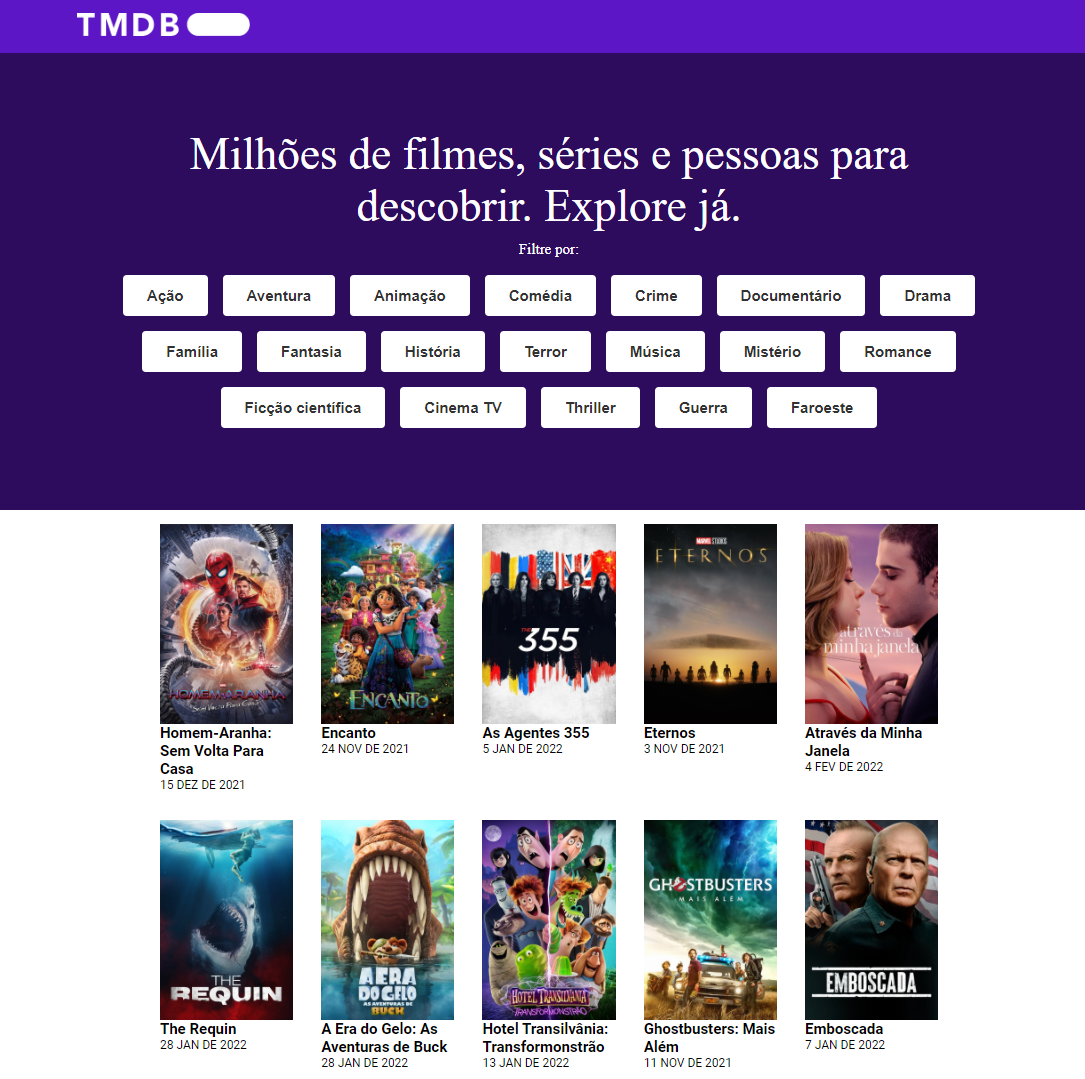 TMDB
Milhões de filmes, séries e pessoas para
descobrir. Explore já.
Filtre por:
Ação Aventura Animação Comédia Crime Documentário Drama
Família Fantasia História Terror Música Mistério Romance
Ficção científica Cinema TV Thriller Guerra Faroeste
HOMEM-ARANHA
SEM VOLTA PARA CASA
ENCANTO
THE
355
MARVEL STUDIOS
ETERNOS
através da
minha janela
Homem-Aranha:
Sem Volta Para
Casa
15 DEZ DE 2021
Encanto
24 NOV DE 2021
As Agentes 355
5 JAN DE 2022
Eternos
3 NOV DE 2021
Através da Minha
Janela
4 FEV DE 2022
THE
REQUIN
A ERA
DO GELO
AS AVENTURAS DE
BUCK
HOTEL TRANSILVÂNIA
TRANSFORMONSTRÃO
GHOSTBUSTERS
MAIS ALÉM
EMBOSCADA
The Requin
28 JAN DE 2022
A Era do Gelo: As
Aventuras de Buck
28 JAN DE 2022
Hotel Transilvânia:
Transformonstrão
13 JAN DE 2022
Ghostbusters: Mais
Além
11 NOV DE 2021
Emboscada
7 JAN DE 2022